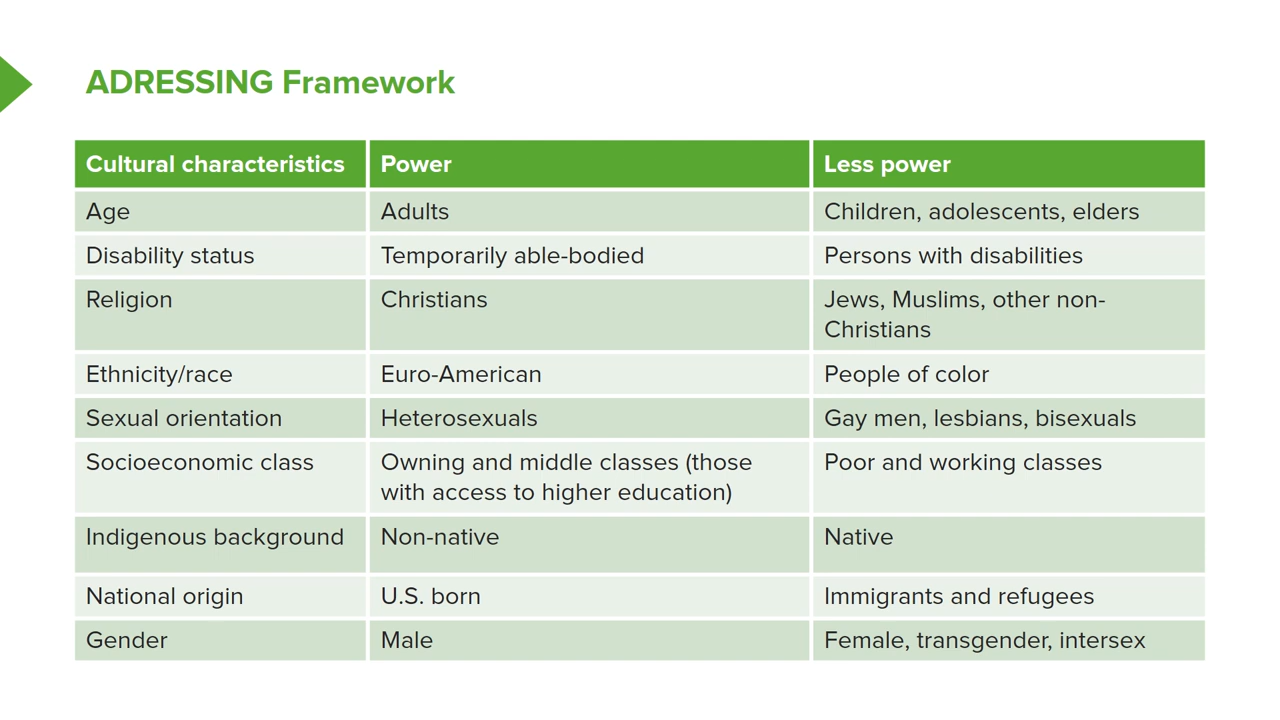 ADRESSING Framework
Cultural characteristics Power Less power
Age Adults Children, adolescents, elders
Disability status Temporarily able-bodied Persons with disabilities
Religion Christians Jews, Muslims, other non-
Christians
Ethnicity/race Euro-American People of color
Sexual orientation Heterosexuals Gay men, lesbians, bisexuals
Socioeconomic class Owning and middle classes (those Poor and working classes
with access to higher education)
Indigenous background Non-native Native
National origin U.S. born Immigrants and refugees
Gender Male Female, transgender, intersex